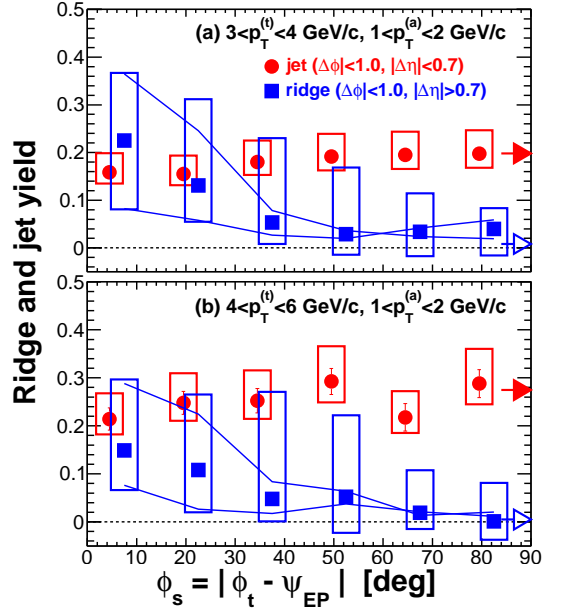 (a) 3<p_T^(t)<4 GeV/c, 1<p_T^(a)<2 GeV/c
jet (Δϕ|<1.0, |Δη|<0.7)
ridge (Δϕ|<1.0, |Δη|>0.7)
0.5
0.4
0.3
0.2
0.1
0
(b) 4<p_T^(t)<6 GeV/c, 1<p_T^(a)<2 GeV/c
0.5
0.4
0.3
0.2
0.1
0
0 10 20 30 40 50 60 70 80 90
Ridge and jet yield
ϕ_s = | ϕ_t - ψ_EP | [deg]